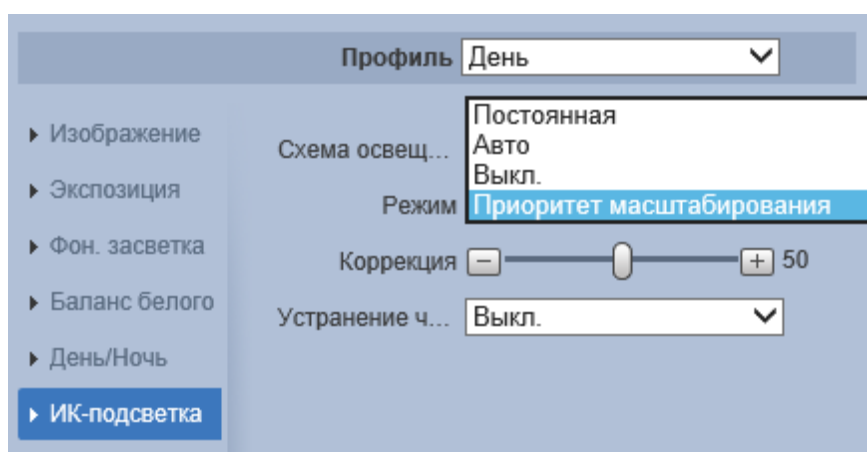 Профиль День
Изображение
Экспозиция
Фон. засветка
Баланс белого
День/Ночь
ИК-подсветка
Схема освещ...
Постоянная
Авто
Выкл.
Режим Приоритет масштабирования
Коррекция 50
Устранение ч... Выкл.